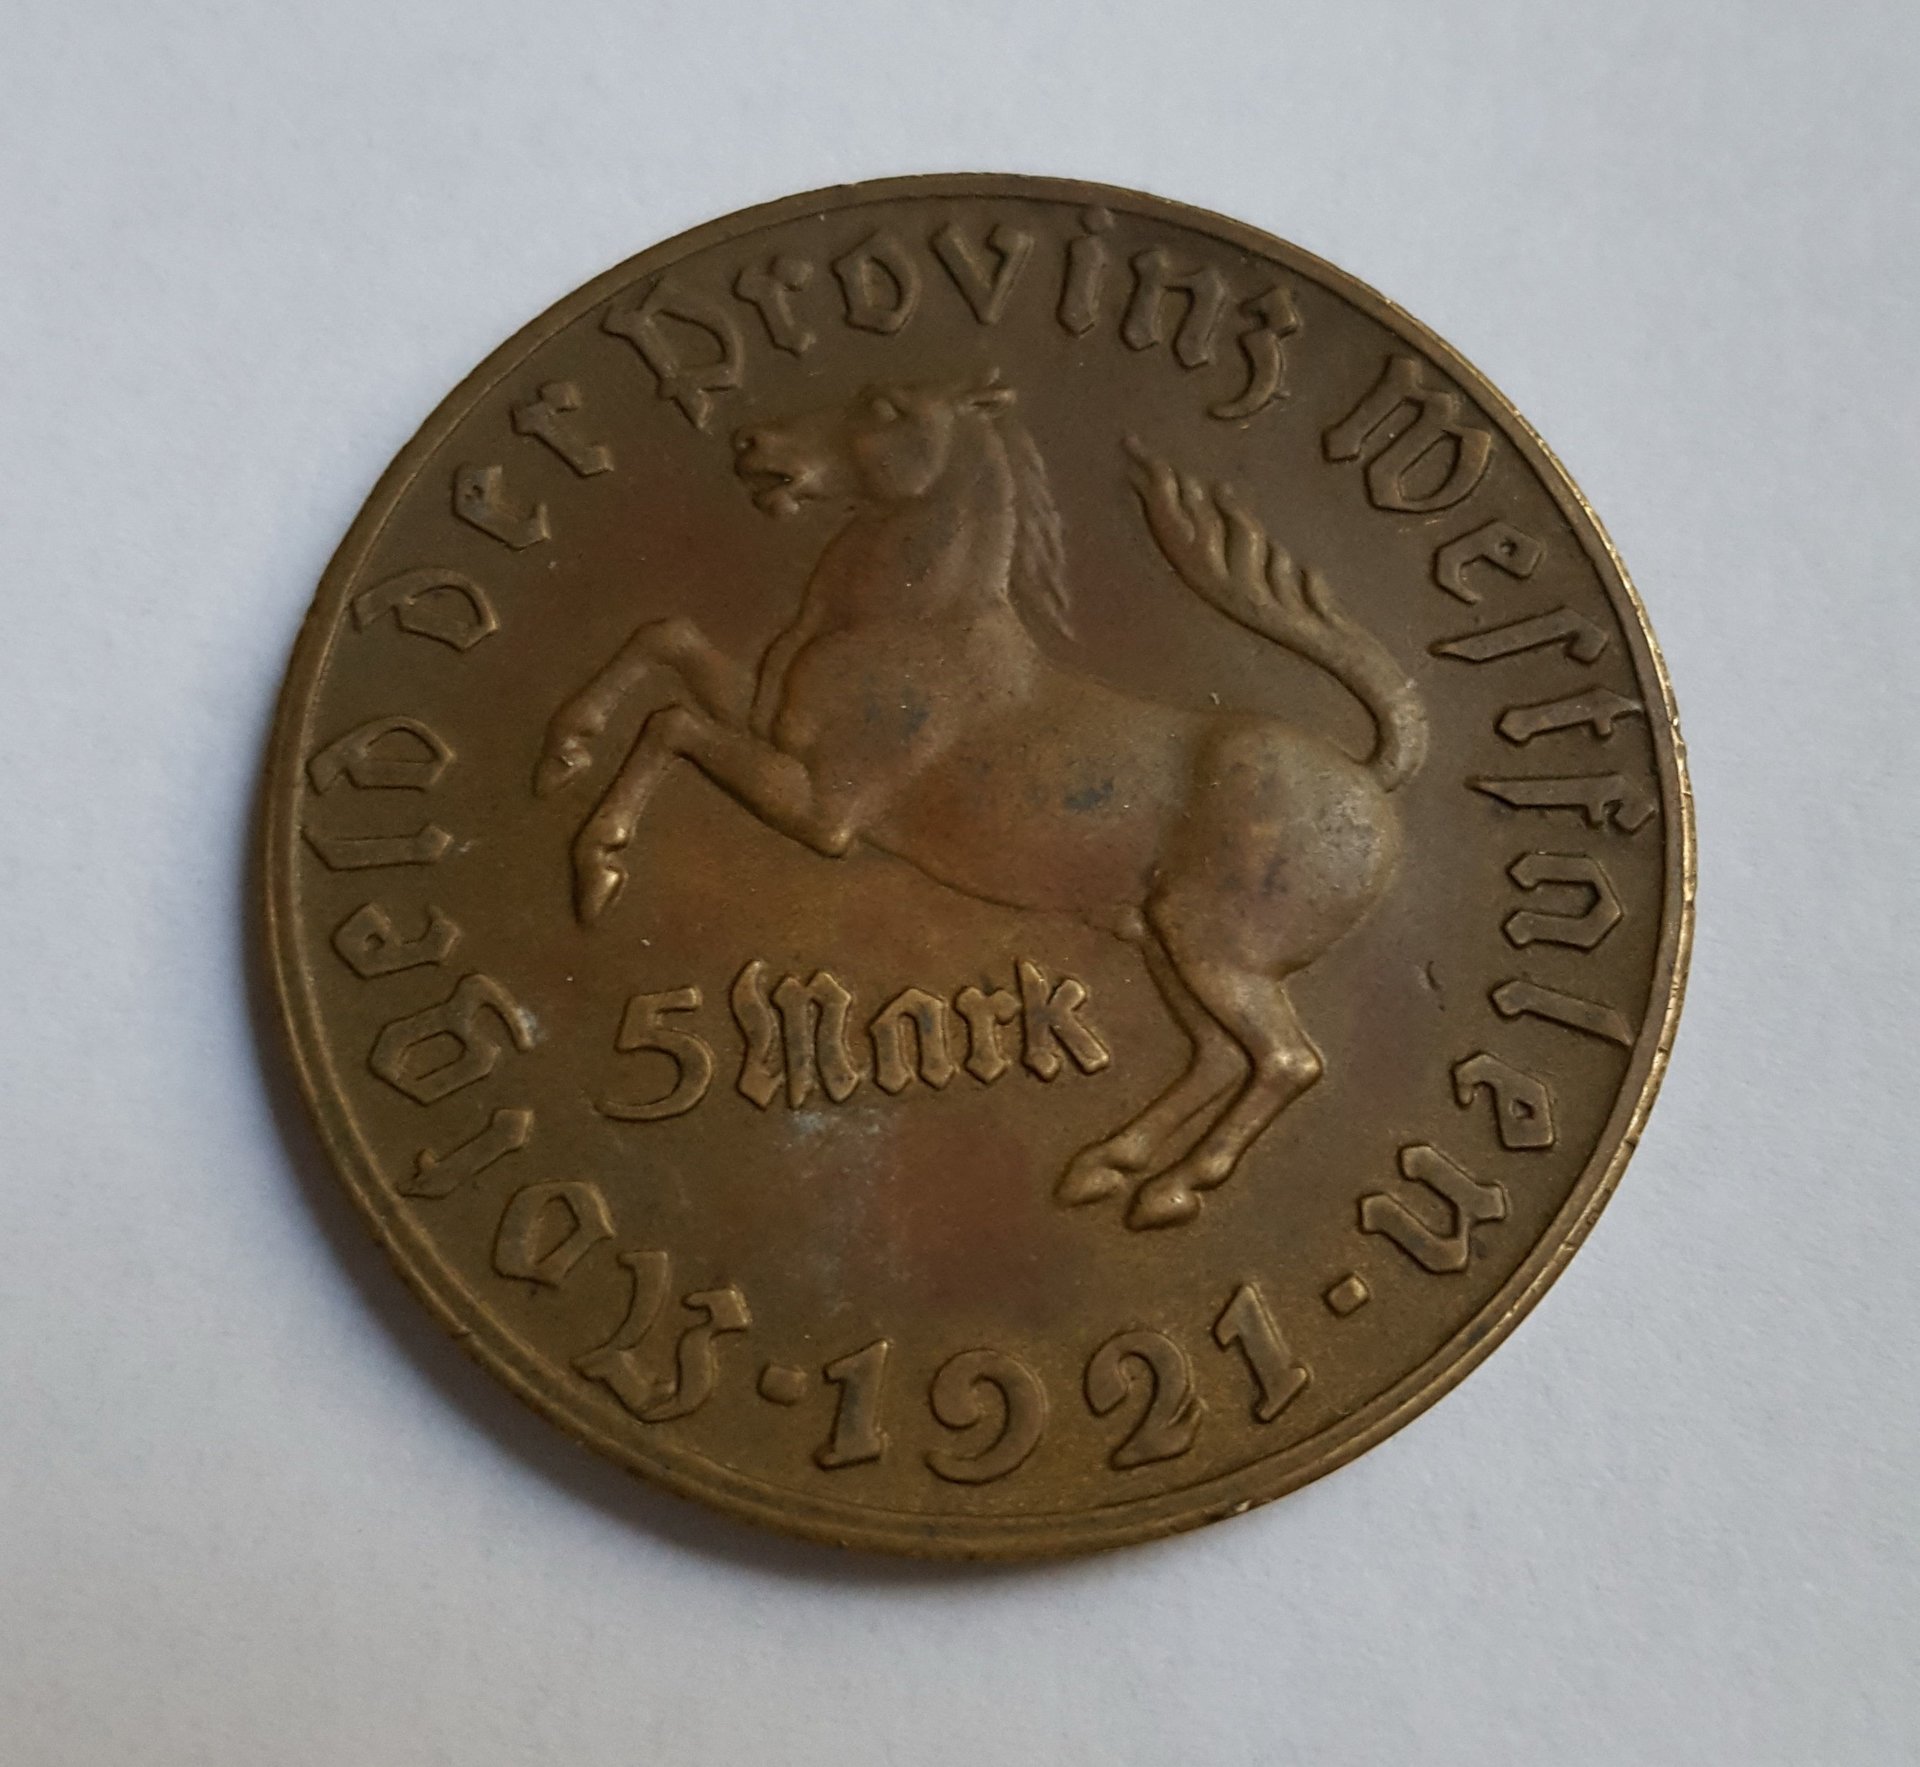 Notgeld der Provinz Westfalen
5 Mark
· 1921 ·